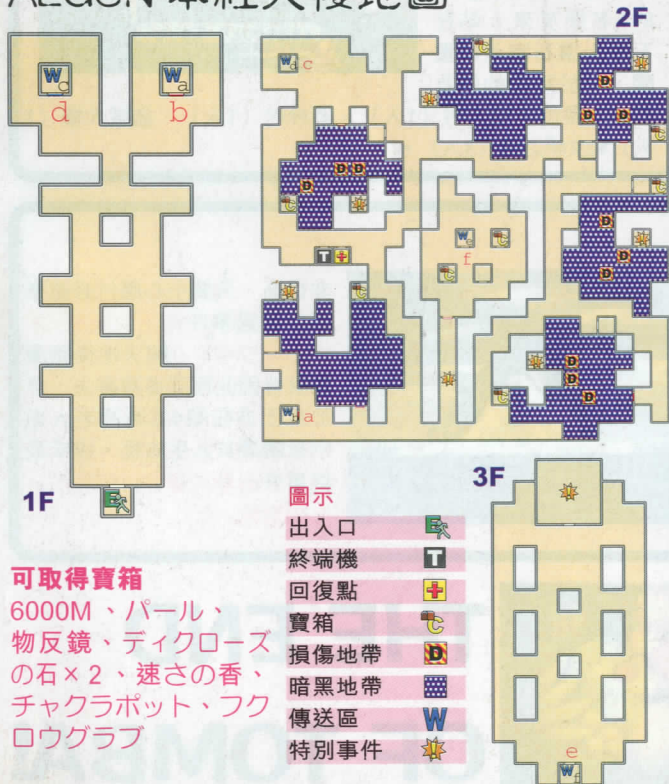 2F
1F
3F
圖示
出入口
終端機
回復點
寶箱
損傷地帶
暗黑地帶
傳送區
特別事件
可取得寶箱
6000M、パール、
物反鏡、ディクローズ
の石×2、速さの香、
チャクラポット、フク
ロウグラブ
d
b
c
f
a
e